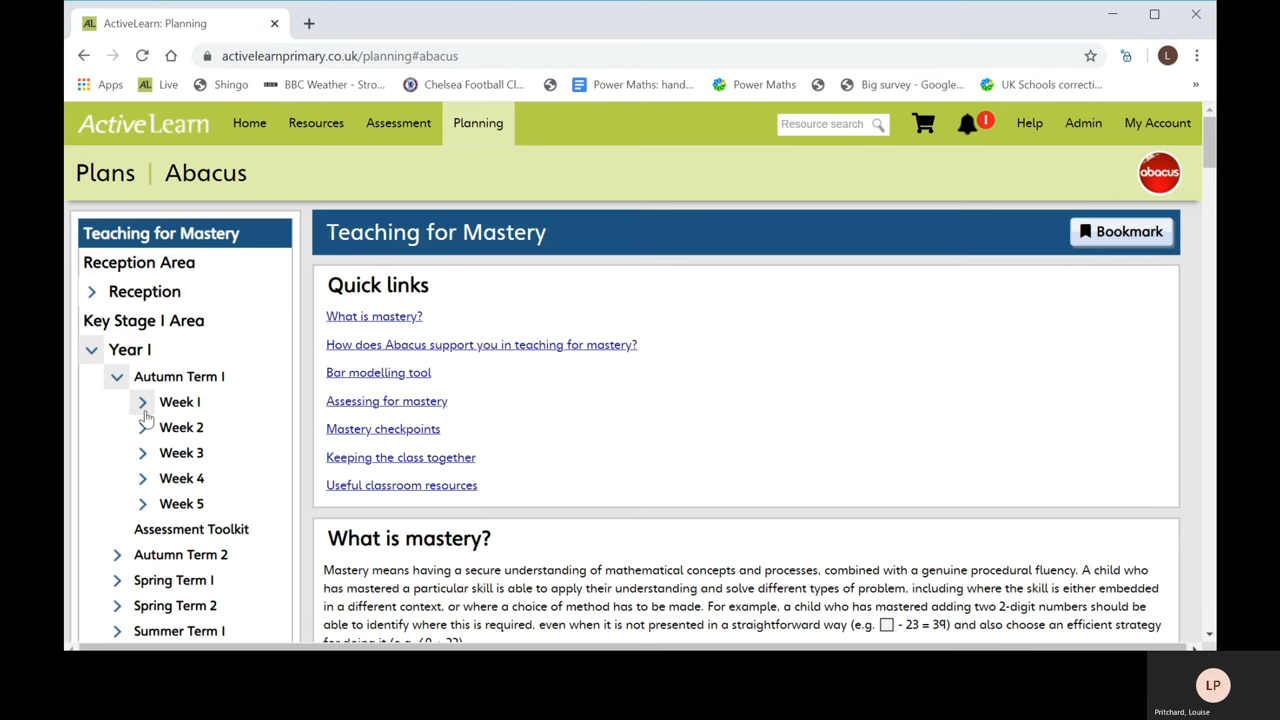 AL ActiveLearn: Planning
activelearnprimary.co.uk/planning#abacus
L
Apps AL Live Shingo BBC Weather - Stro... Chelsea Football Cl... Power Maths: hand... Power Maths Big survey - Google... UK Schools correcti... »
ActiveLearn Home Resources Assessment Planning Resource search 1 Help Admin My Account
Plans | Abacus abacus
Teaching for Mastery
Reception Area
Reception
Key Stage 1 Area
Year 1
Autumn Term 1
Week 1
Week 2
Week 3
Week 4
Week 5
Assessment Toolkit
Autumn Term 2
Spring Term 1
Spring Term 2
Summer Term 1
Teaching for Mastery Bookmark
Quick links
What is mastery?
How does Abacus support you in teaching for mastery?
Bar modelling tool
Assessing for mastery
Mastery checkpoints
Keeping the class together
Useful classroom resources
What is mastery?
Mastery means having a secure understanding of mathematical concepts and processes, combined with a genuine procedural fluency. A child who
has mastered a particular skill is able to apply their understanding and solve different types of problem, including where the skill is either embedded
in a different context, or where a choice of method has to be made. For example, a child who has mastered adding two 2-digit numbers should be
able to identify where this is required, even when it is not presented in a straightforward way (e.g. □ - 23 = 39) and also choose an efficient strategy
for doing it (e.g.
LP
Pritchard, Louise